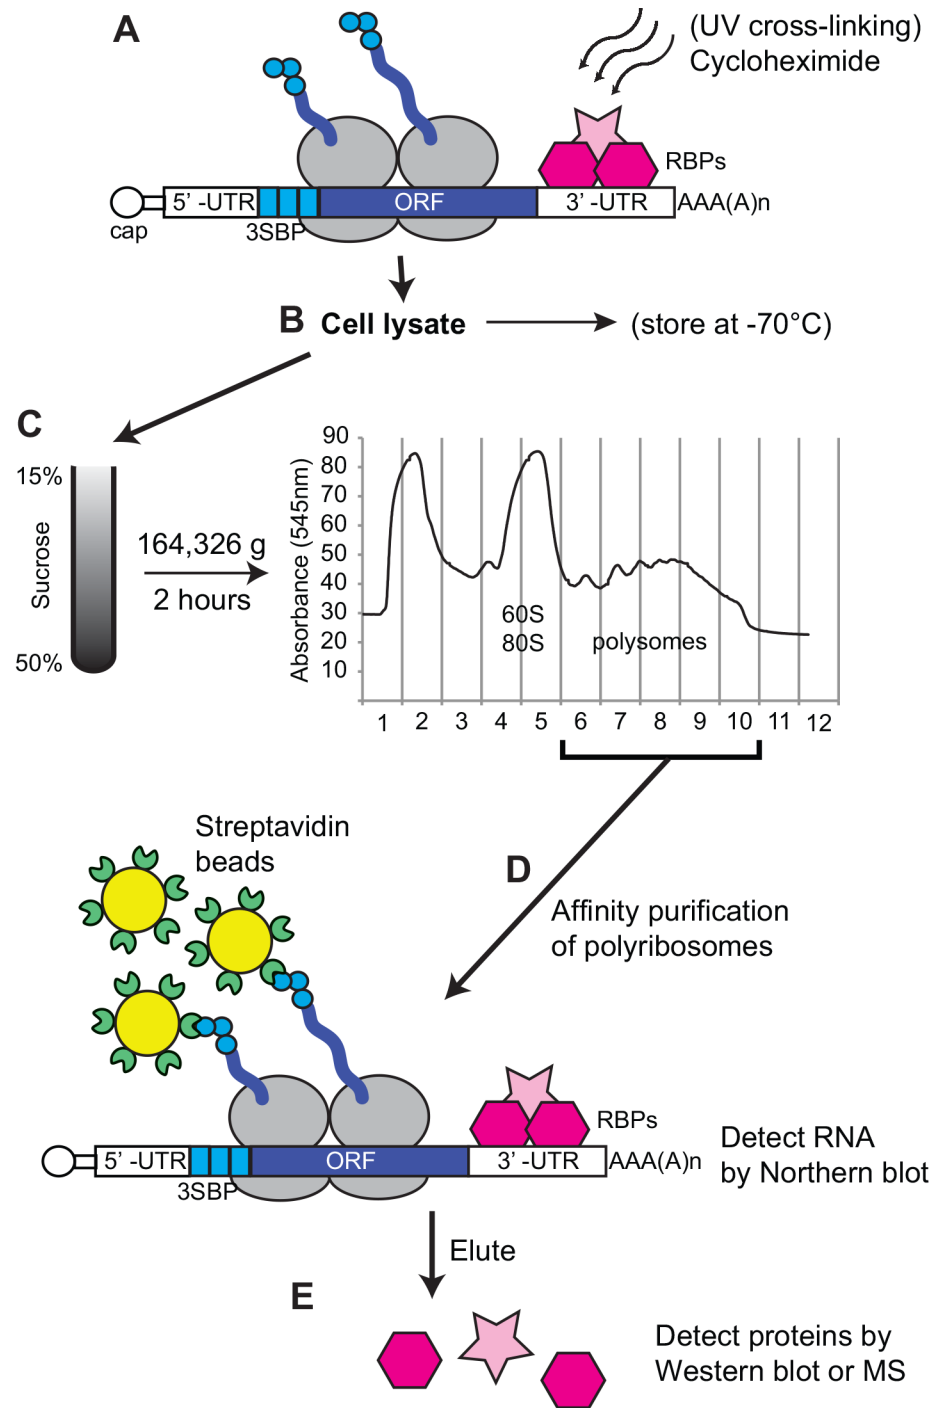 A
(UV cross-linking)
Cycloheximide
RBPs
5’ -UTR
ORF
3’ -UTR
AAA(A)n
cap
3SBP
B
Cell lysate
(store at -70°C)
C
15%
Sucrose
50%
164,326 g
2 hours
Absorbance (545nm)
90
80
70
60
50
40
30
20
10
60S
80S
polysomes
1 2 3 4 5 6 7 8 9 10 11 12
Streptavidin
beads
D
Affinity purification
of polyribosomes
RBPs
5’ -UTR
ORF
3’ -UTR
AAA(A)n
3SBP
Detect RNA
by Northern blot
Elute
E
Detect proteins by
Western blot or MS